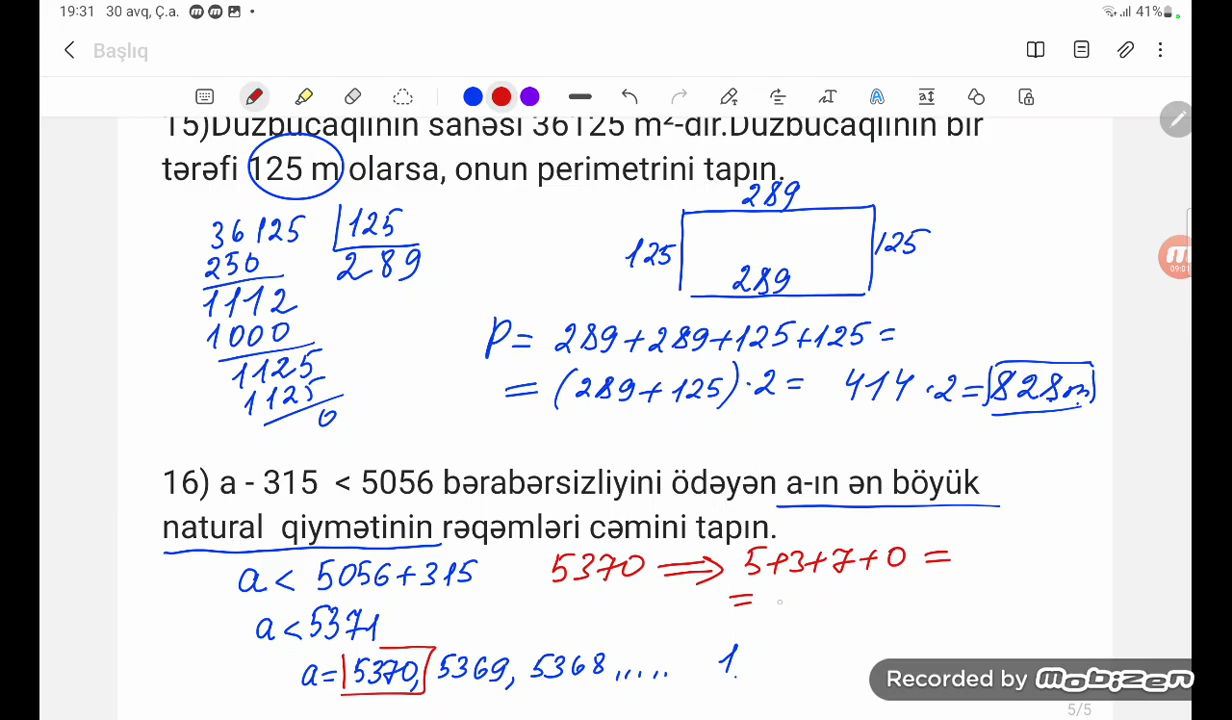 19:31 30 avq, Ç.a. 41%
Başlıq
15)Düzbucaqlının sahəsi 36125 m²-dir.Düzbucaqlının bir
tərəfi 125 m olarsa, onun perimetrini tapın.
289
36125 125
250 289
1112
1000
1125
1125
0
125 125
289
P = 289+289+125+125 =
= (289+125)·2 = 414·2= 828m
16) a - 315 < 5056 bərabərsizliyini ödəyən a-ın ən böyük
natural qiymətinin rəqəmləri cəmini tapın.
a < 5056+315 5370 ⟹ 5+3+7+0 =
=
a < 5371
a= 5370, 5369, 5368 ,.... 1
09:01
Recorded by mobizen
5/5